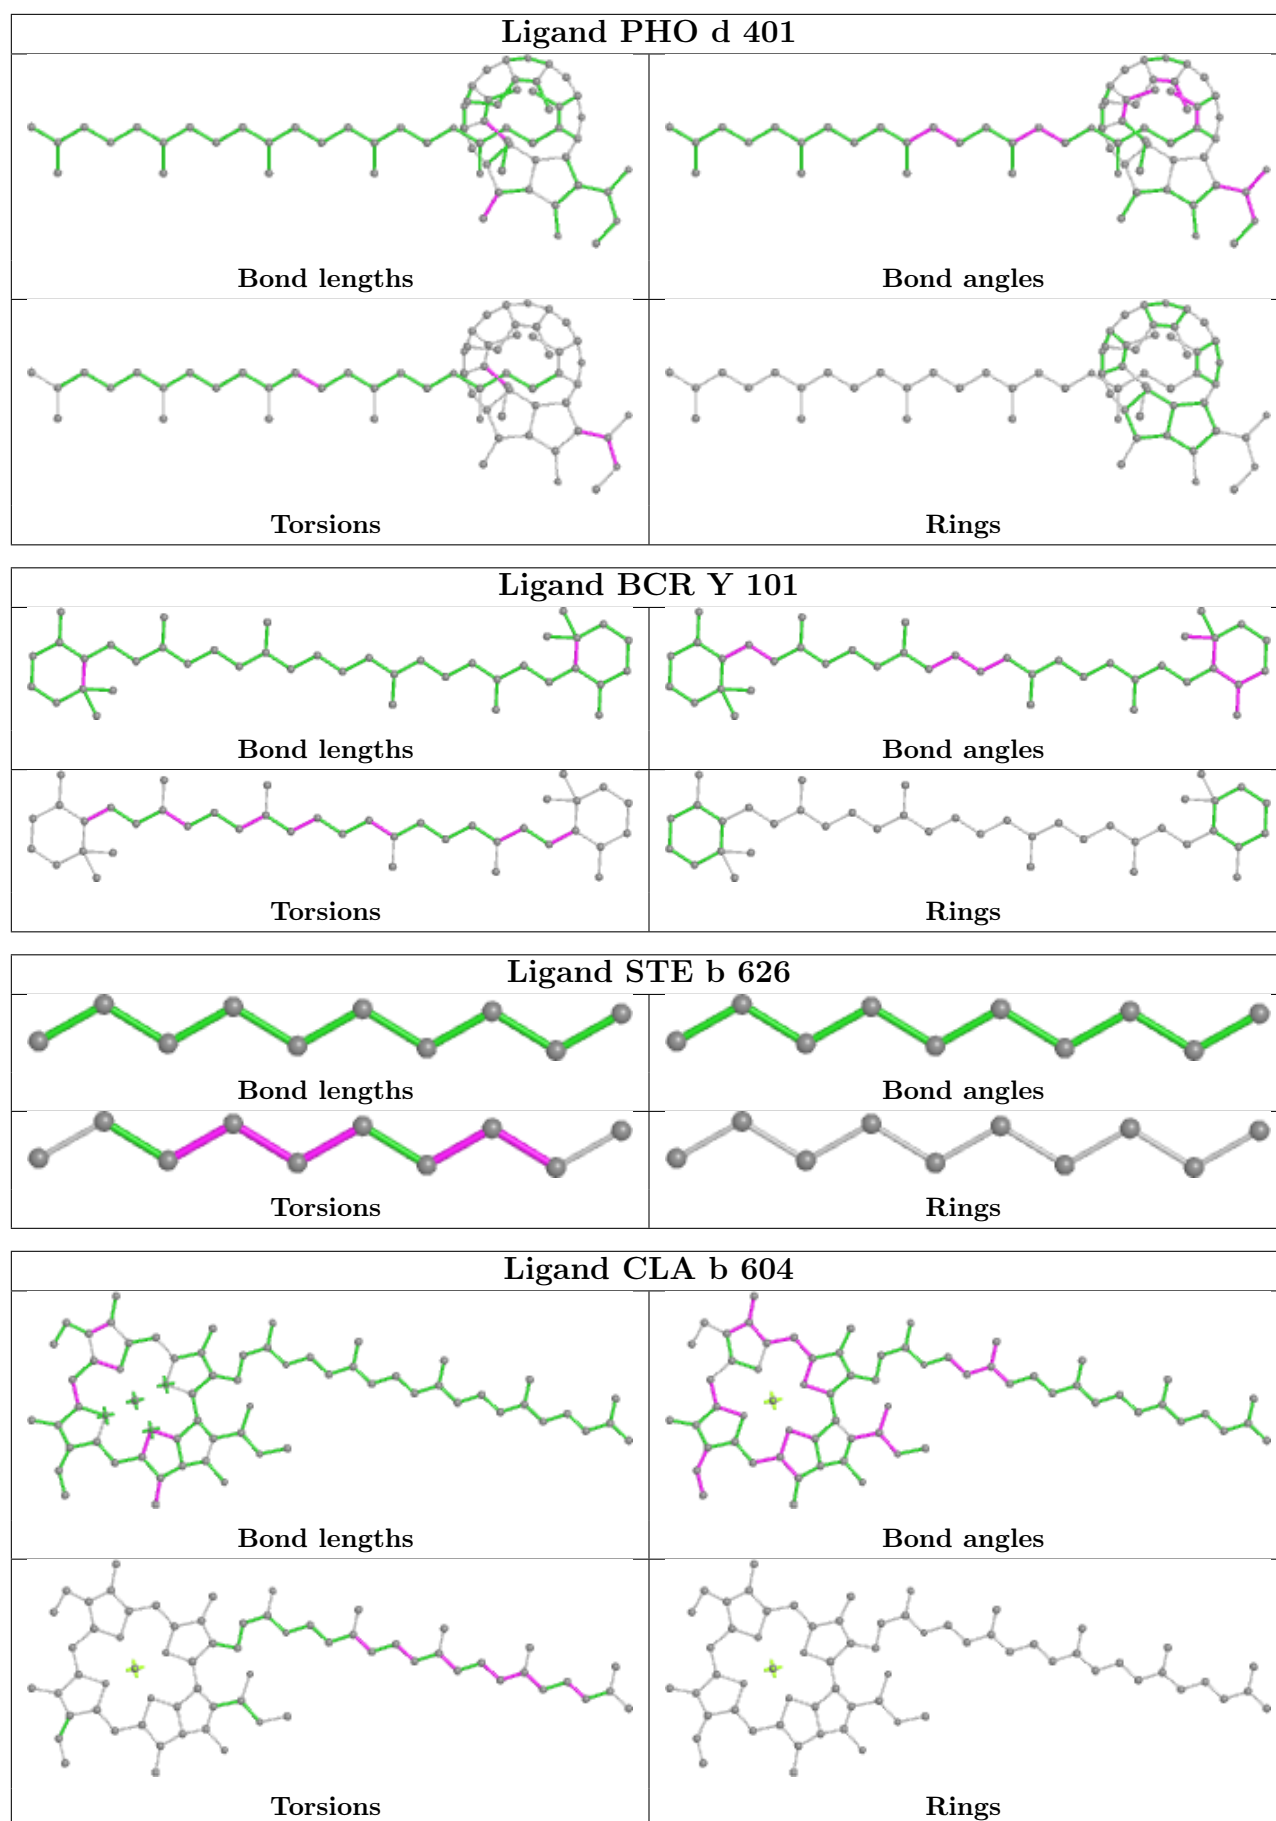 Ligand PHO d 401
Bond lengths
Bond angles
Torsions
Rings
Ligand BCR Y 101
Bond lengths
Bond angles
Torsions
Rings
Ligand STE b 626
Bond lengths
Bond angles
Torsions
Rings
Ligand CLA b 604
Bond lengths
Bond angles
Torsions
Rings